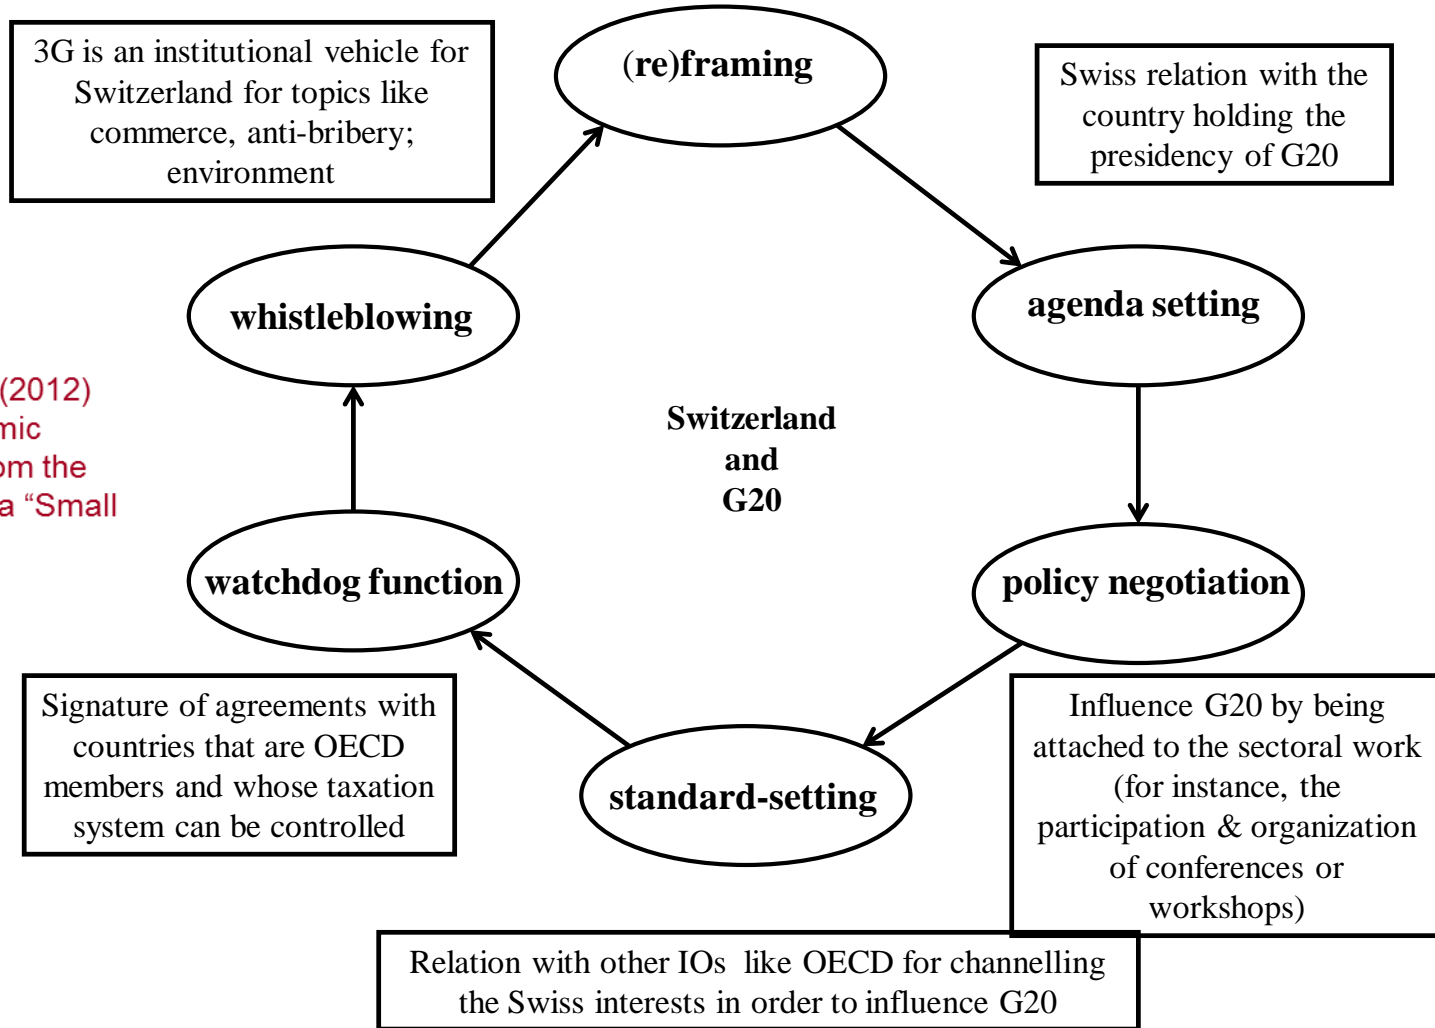 3G is an institutional vehicle for
Switzerland for topics like
commerce, anti-bribery;
environment
(re)framing
Swiss relation with the
country holding the
presidency of G20
whistleblowing
agenda setting
(2012)
mic
om the
a “Small
Switzerland
and
G20
watchdog function
policy negotiation
Signature of agreements with
countries that are OECD
members and whose taxation
system can be controlled
standard-setting
Influence G20 by being
attached to the sectoral work
(for instance, the
participation & organization
of conferences or
workshops)
Relation with other IOs like OECD for channelling
the Swiss interests in order to influence G20